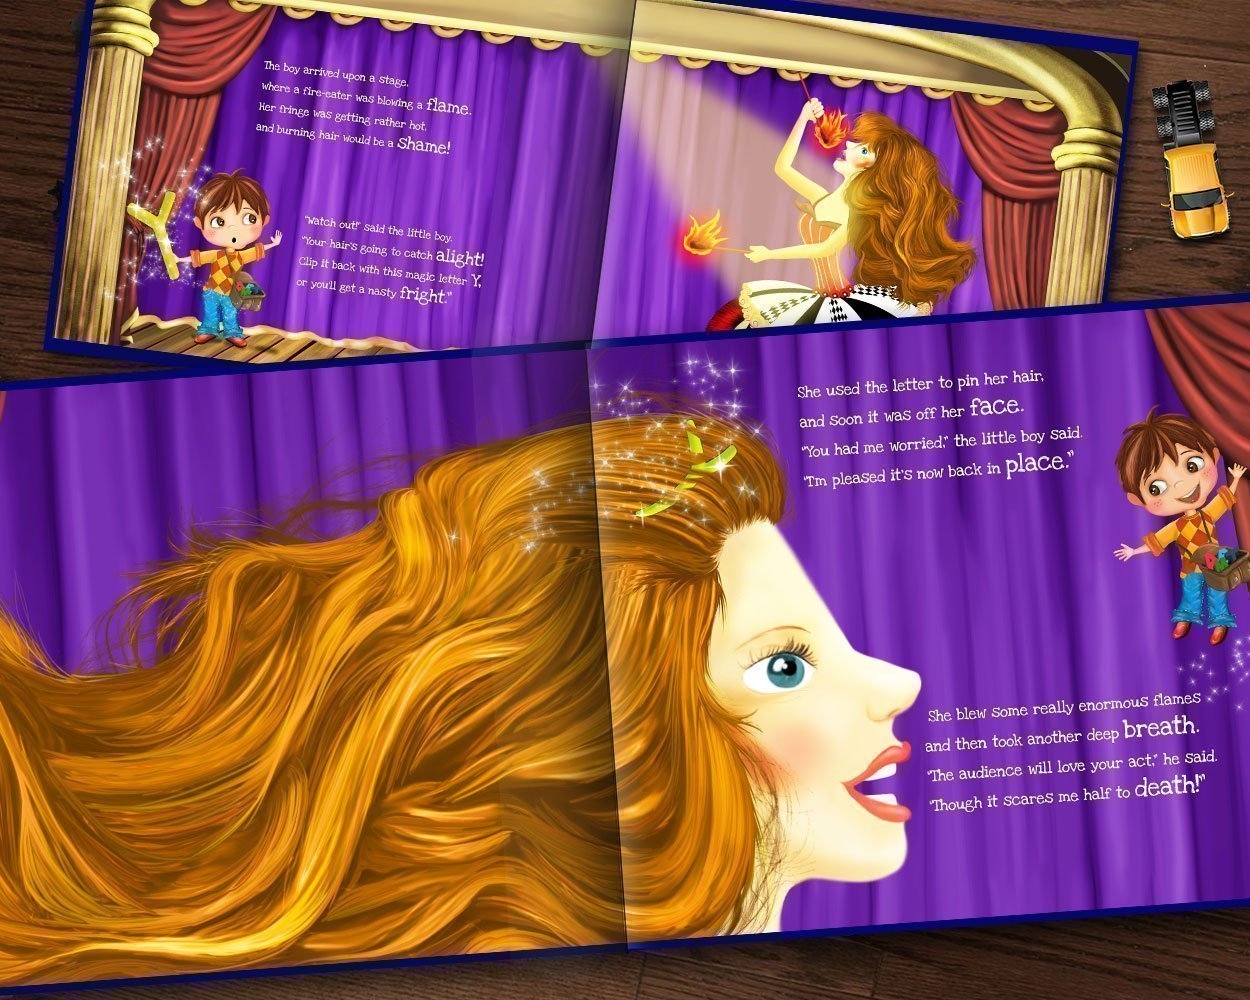 The boy arrived upon a stage,
where a fire-eater was blowing a flame.
Her fringe was getting rather hot,
and burning hair would be a shame!
"Watch out!" said the little boy.
"Your hair's going to catch alight!
Clip it back with this magic letter Y,
or you'll get a nasty fright."
She used the letter to pin her hair,
and soon it was off her face.
"You had me worried," the little boy said.
"I'm pleased it's now back in place."
She blew some really enormous flames
and then took another deep breath.
"The audience will love your act," he said.
"Though it scares me half to death!"